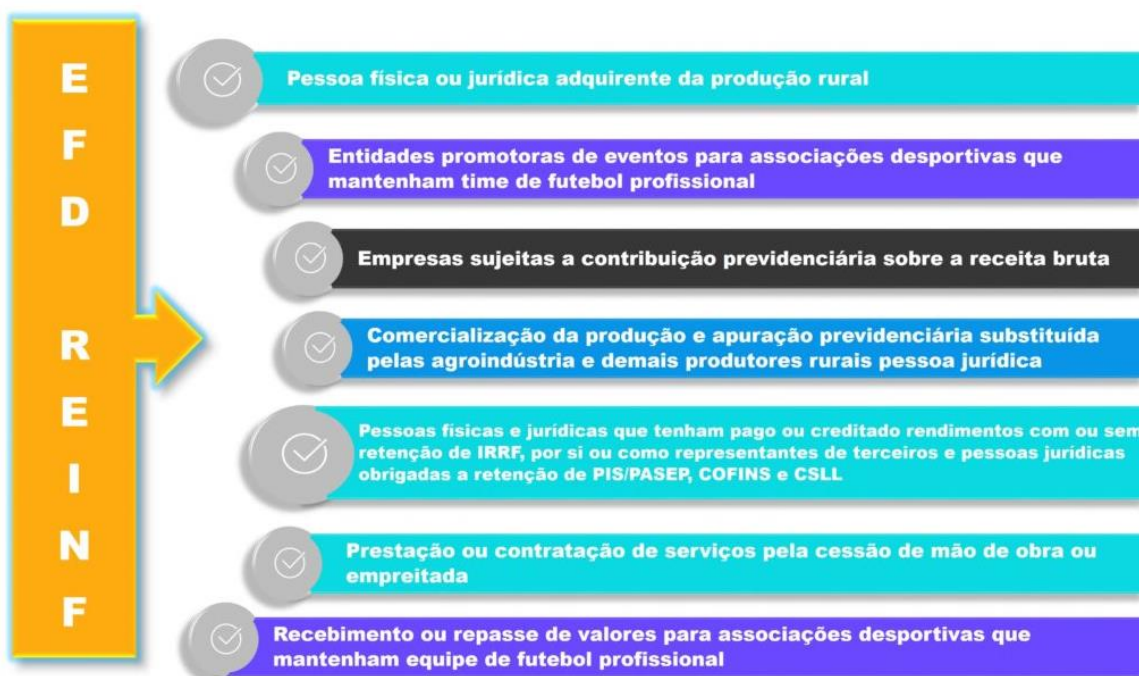 EFD REINF
Pessoa física ou jurídica adquirente da produção rural
Entidades promotoras de eventos para associações desportivas que
mantenham time de futebol profissional
Empresas sujeitas a contribuição previdenciária sobre a receita bruta
Comercialização da produção e apuração previdenciária substituída
pelas agroindústria e demais produtores rurais pessoa jurídica
Pessoas físicas e jurídicas que tenham pago ou creditado rendimentos com ou sem
retenção de IRRF, por si ou como representantes de terceiros e pessoas jurídicas
obrigadas a retenção de PIS/PASEP, COFINS e CSLL
Prestação ou contratação de serviços pela cessão de mão de obra ou
empreitada
Recebimento ou repasse de valores para associações desportivas que
mantenham equipe de futebol profissional